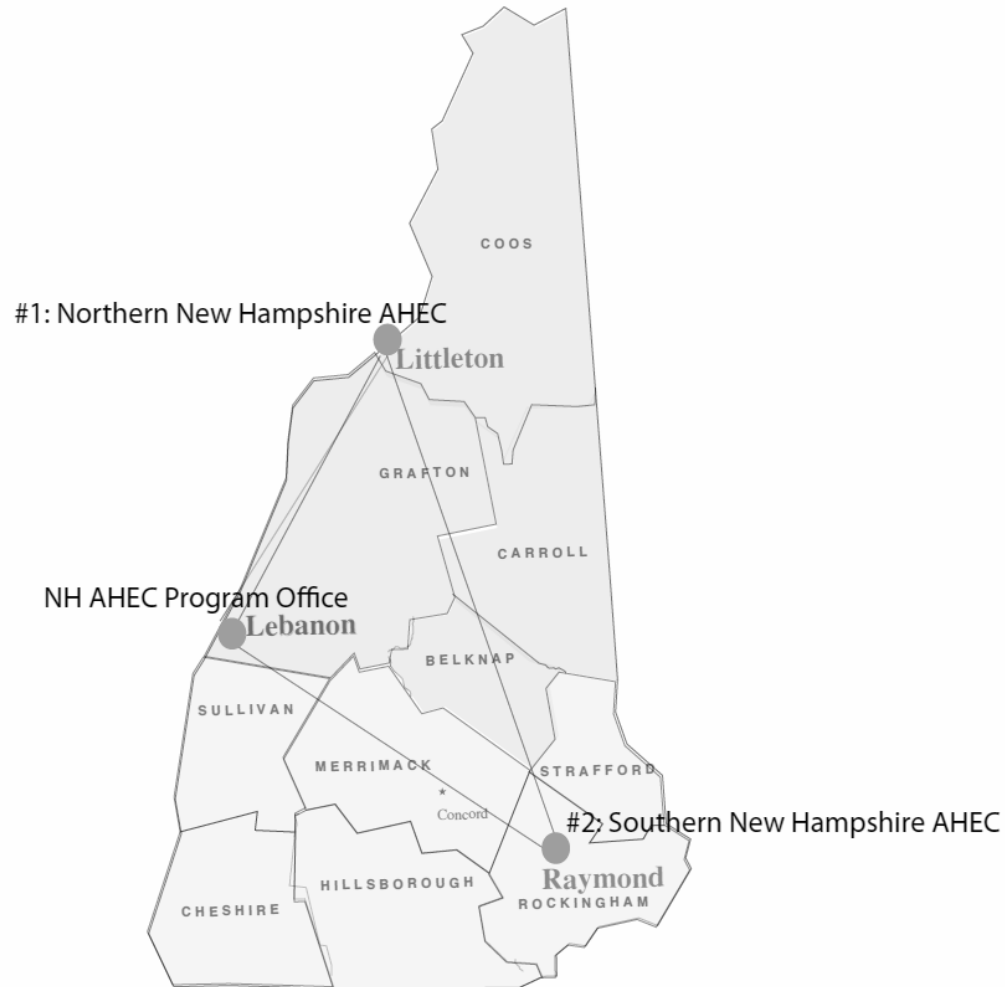 COOS
#1: Northern New Hampshire AHEC
Littleton
GRAFTON
CARROLL
NH AHEC Program Office
Lebanon
BELKNAP
SULLIVAN
MERRIMACK
STRAFFORD
Concord
#2: Southern New Hampshire AHEC
Raymond
HILLSBOROUGH
ROCKINGHAM
CHESHIRE